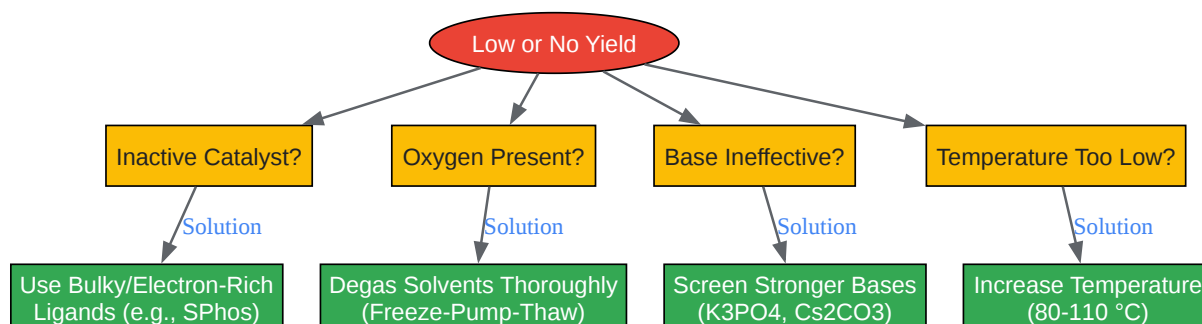 Low or No Yield
Inactive Catalyst?
Oxygen Present?
Base Ineffective?
Temperature Too Low?
Solution
Solution
Solution
Solution
Use Bulky/Electron-Rich
Ligands (e.g., SPhos)
Degas Solvents Thoroughly
(Freeze-Pump-Thaw)
Screen Stronger Bases
(K3PO4, Cs2CO3)
Increase Temperature
(80-110 °C)